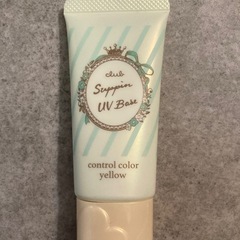 club
Suppin
UV Base
control color
yellow